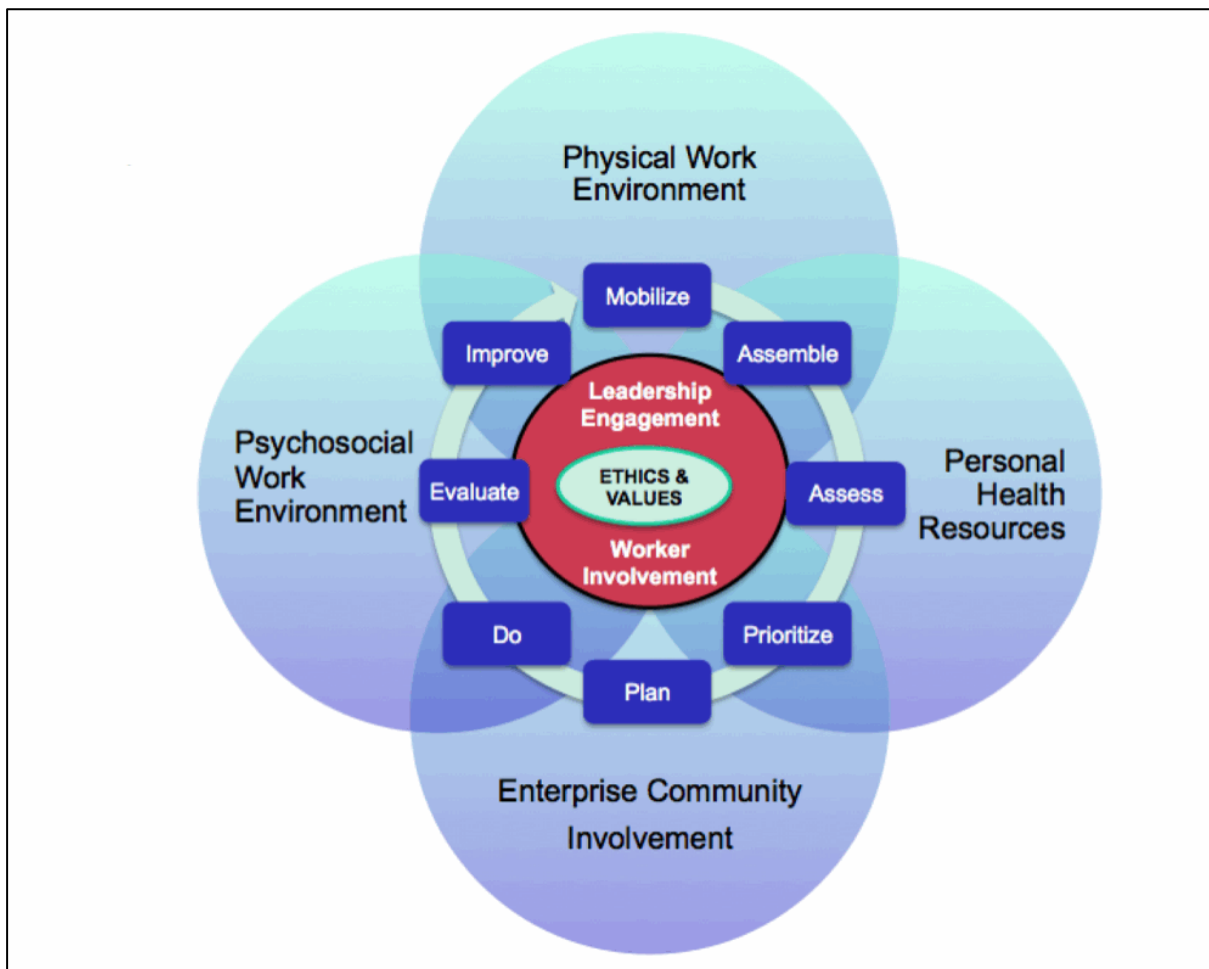 Physical Work
Environment
Mobilize
Improve
Assemble
Leadership
Engagement
Psychosocial
Work
Environment
Evaluate
ETHICS &
VALUES
Assess
Personal
Health
Resources
Worker
Involvement
Do
Prioritize
Plan
Enterprise Community
Involvement